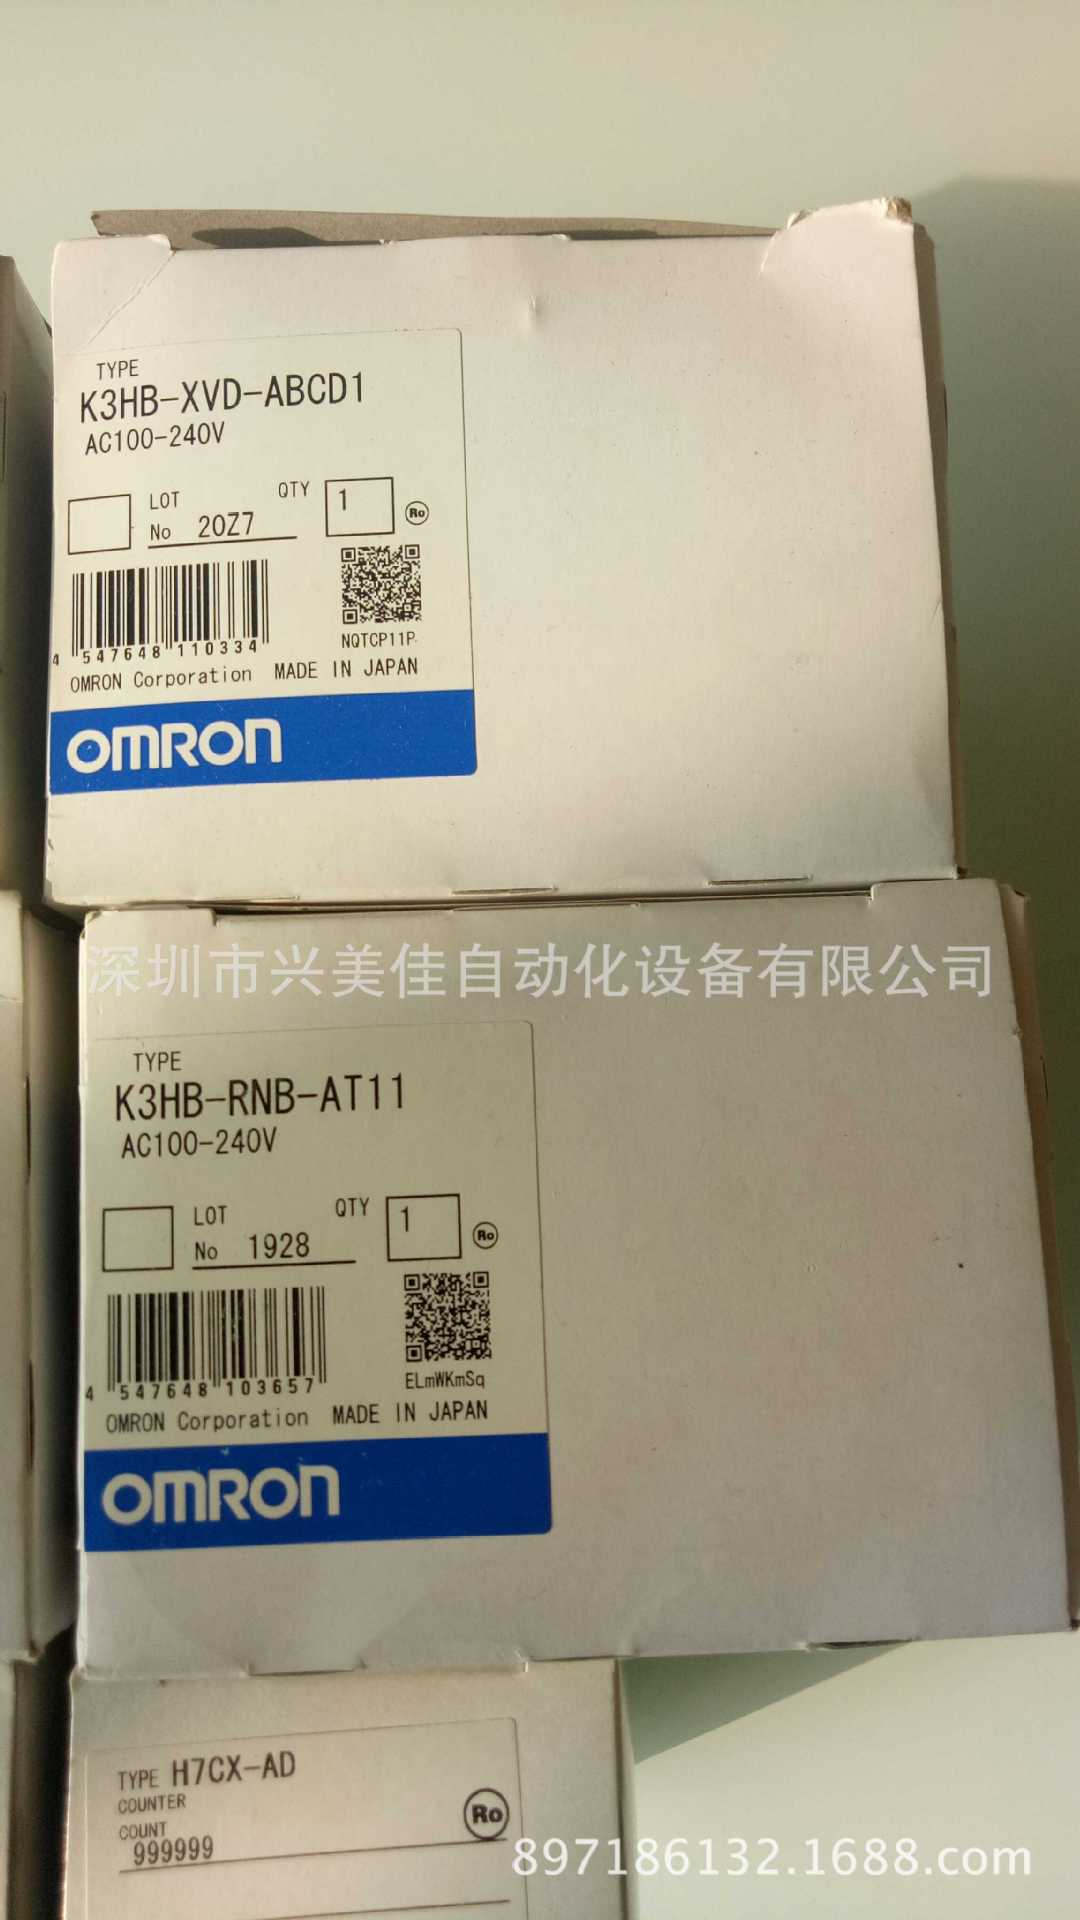 TYPE
K3HB-XVD-ABCD1
AC100-240V
LOT
No 20Z7
QTY 1
Ro
4 547648 110334
NQTCP11P
OMRON Corporation MADE IN JAPAN
OMRON
深圳市兴美佳自动化设备有限公司
TYPE
K3HB-RNB-AT11
AC100-240V
LOT
No 1928
QTY 1
Ro
4 547648 103657
ELmWKmSq
OMRON Corporation MADE IN JAPAN
OMRON
TYPE H7CX-AD
COUNTER
COUNT
999999
Ro
897186132.1688.com